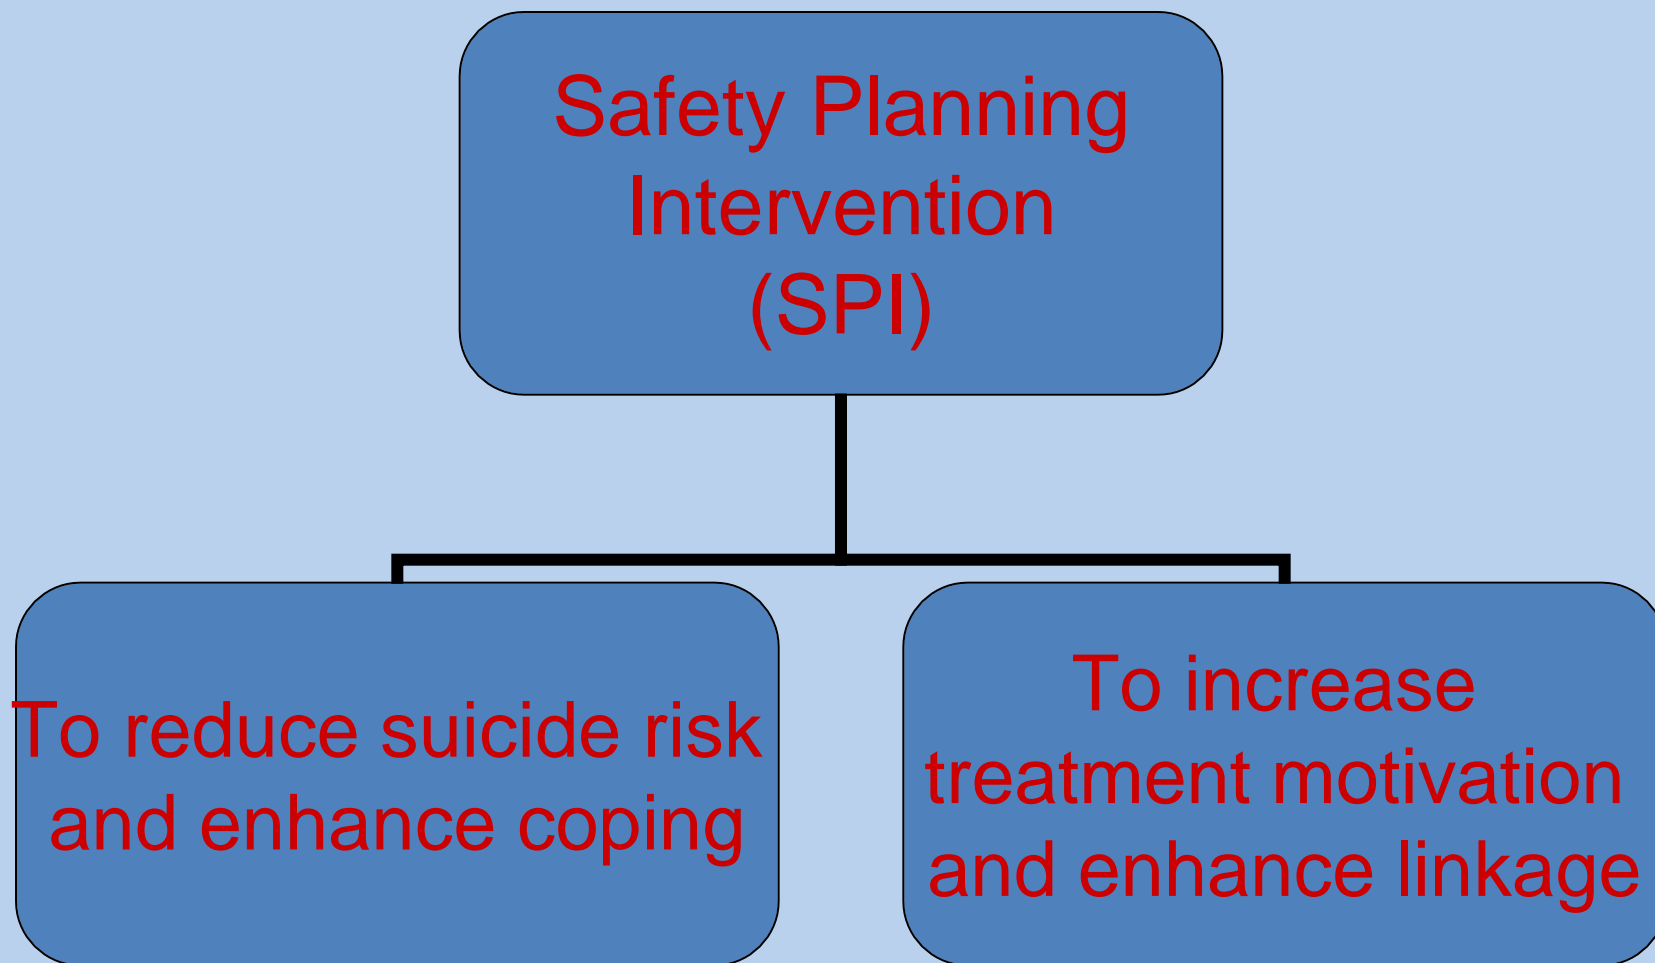 Safety Planning
Intervention
(SPI)
To reduce suicide risk
and enhance coping
To increase
treatment motivation
and enhance linkage